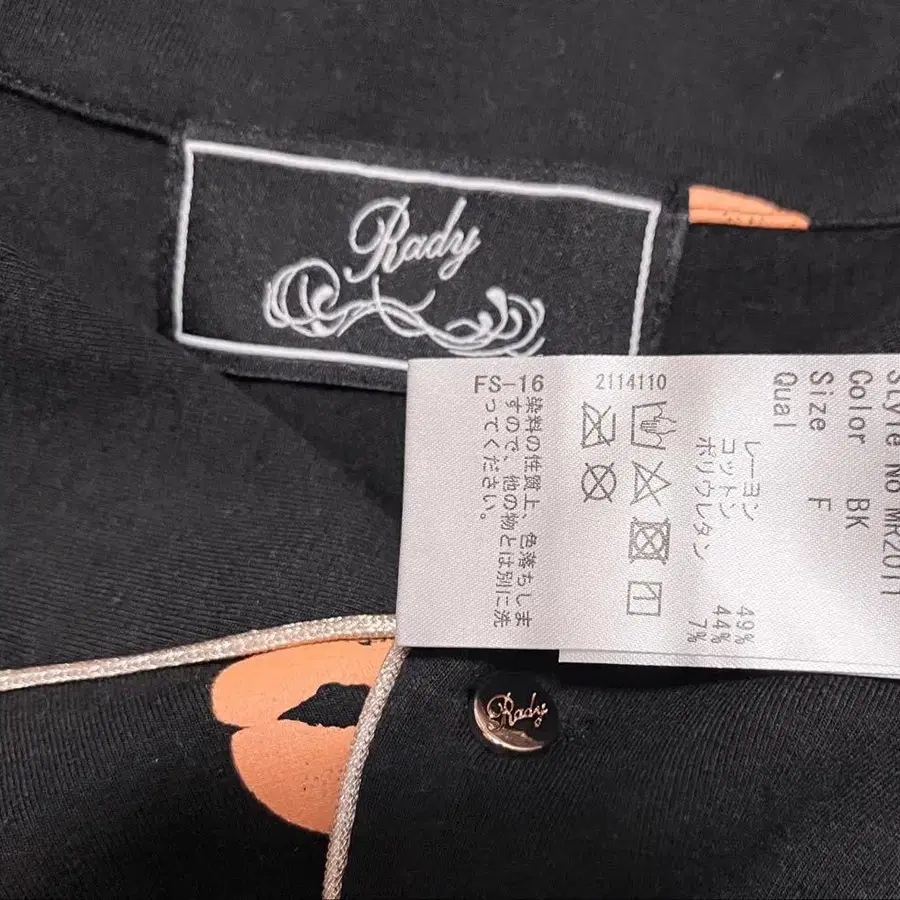 Rady
FS-16
染料の性質上、色落ちしま
すので、他の物とは別に洗
ってください。
2114110
レーヨン 49%
コットン 44%
ポリウレタン 7%
Style No MR2011
Color BK
Size F
Qual
Rady